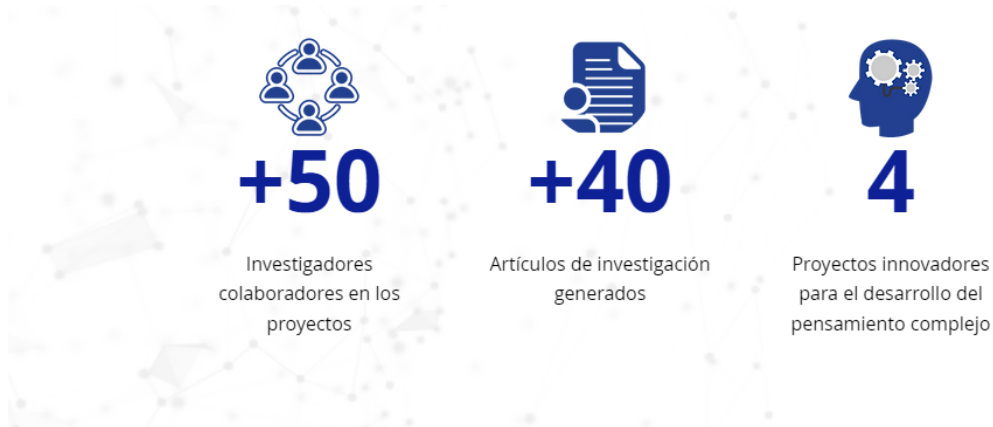 +50
Investigadores
colaboradores en los
proyectos
+40
Artículos de investigación
generados
4
Proyectos innovadores
para el desarrollo del
pensamiento complejo